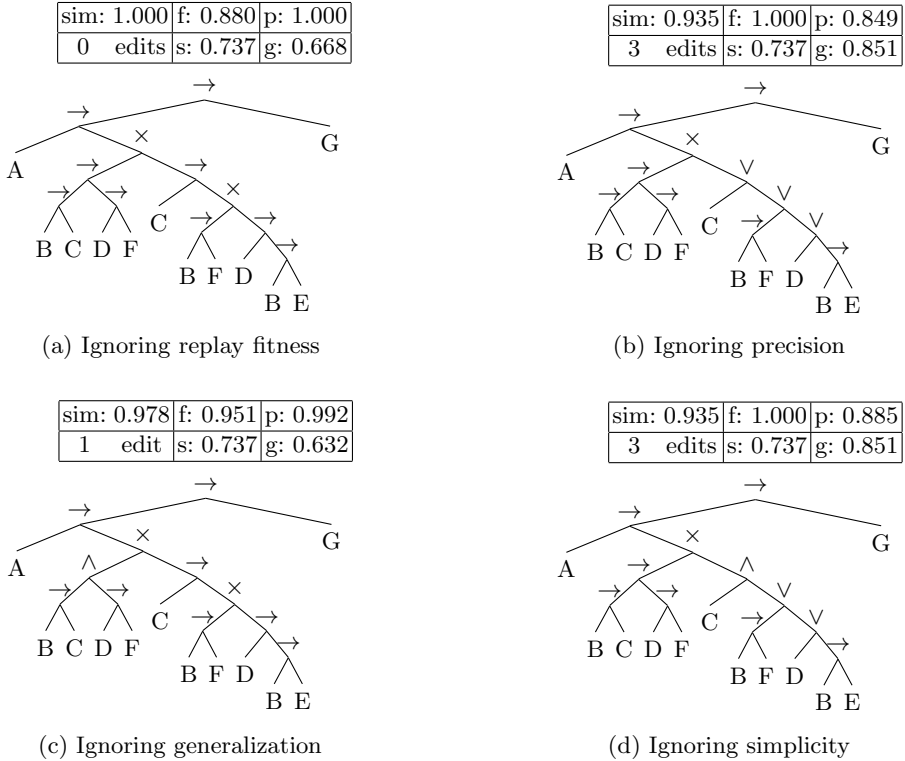 sim: 1.000 f: 0.880 p: 1.000
0 edits s: 0.737 g: 0.668
→
→
×
G
A
→ →
→ → ×
C
→ →
B C D F
→
B F D
B E
(a) Ignoring replay fitness
sim: 0.935 f: 1.000 p: 0.849
3 edits s: 0.737 g: 0.851
→
→
×
G
A
→ ∨
→ → ∨
C
→ ∨
B C D F
→
B F D
B E
(b) Ignoring precision
sim: 0.978 f: 0.951 p: 0.992
1 edit s: 0.737 g: 0.632
→
→
×
G
A
∧ →
→ → ×
C
→ →
B C D F
→
B F D
B E
(c) Ignoring generalization
sim: 0.935 f: 1.000 p: 0.885
3 edits s: 0.737 g: 0.851
→
→
×
G
A
→ ∧
→ → ∨
C
→ ∨
B C D F
→
B F D
B E
(d) Ignoring simplicity